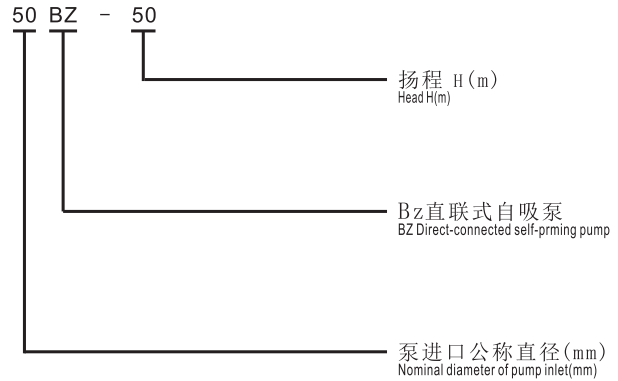 50 BZ - 50
扬程 H(m)
Head H(m)
Bz直联式自吸泵
BZ Direct-connected self-prming pump
泵进口公称直径(mm)
Nominal diameter of pump inlet(mm)